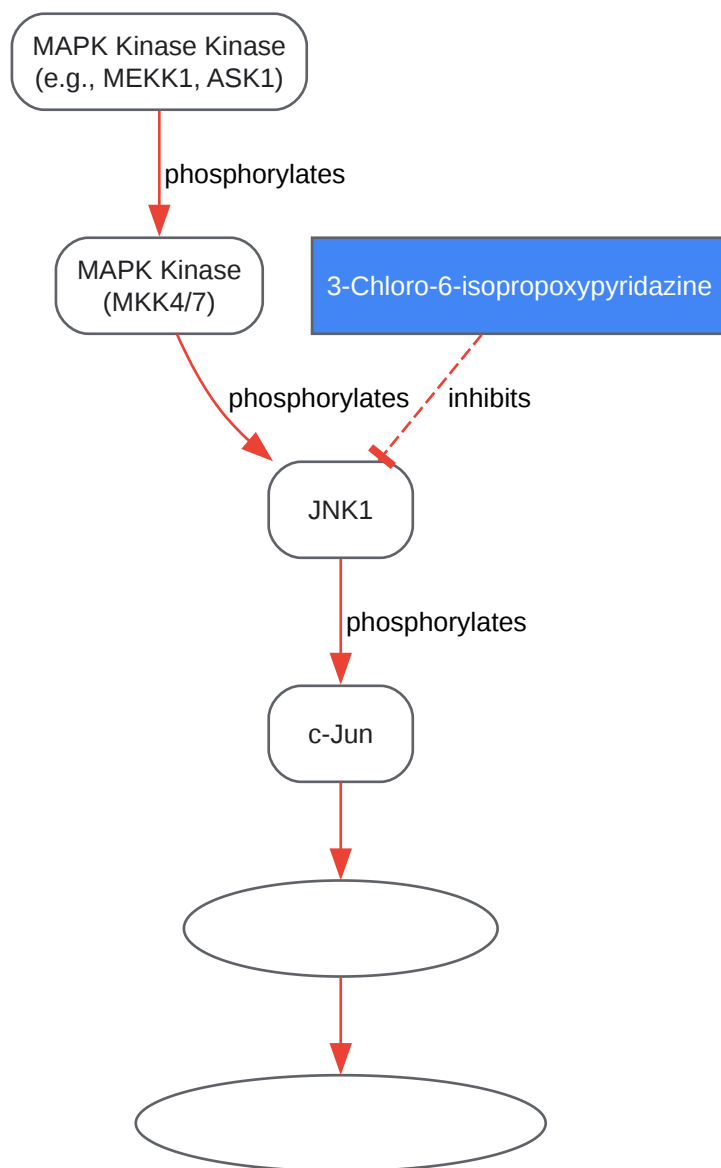 MAPK Kinase Kinase
(e.g., MEKK1, ASK1)
phosphorylates
MAPK Kinase
(MKK4/7)
3-Chloro-6-isopropoxypyridazine
phosphorylates
inhibits
JNK1
phosphorylates
c-Jun